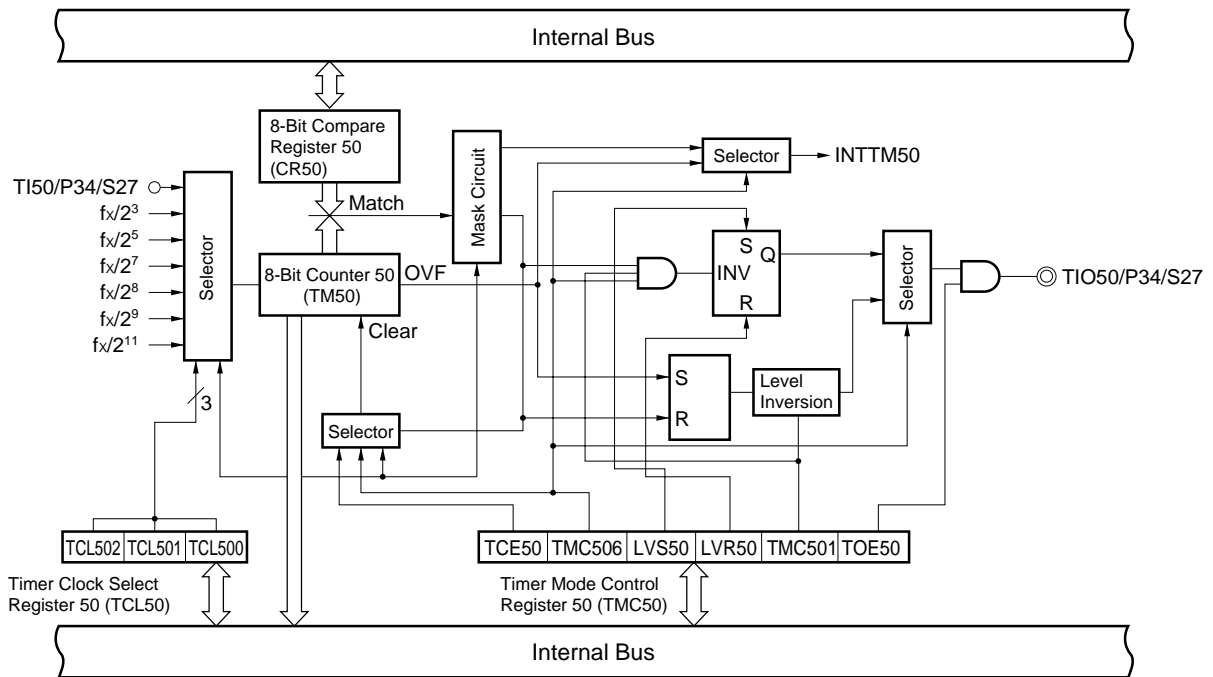 Internal Bus
8-Bit Compare
Register 50
(CR50)
Mask Circuit
Selector
INTTM50
TI50/P34/S27
fx/2³
fx/2⁵
fx/2⁷
fx/2⁸
fx/2⁹
fx/2¹¹
Selector
Match
8-Bit Counter 50
(TM50)
OVF
Clear
S
Q
INV
R
Selector
TIO50/P34/S27
S
R
Level
Inversion
3
Selector
TCL502 TCL501 TCL500
Timer Clock Select
Register 50 (TCL50)
TCE50 TMC506 LVS50 LVR50 TMC501 TOE50
Timer Mode Control
Register 50 (TMC50)
Internal Bus